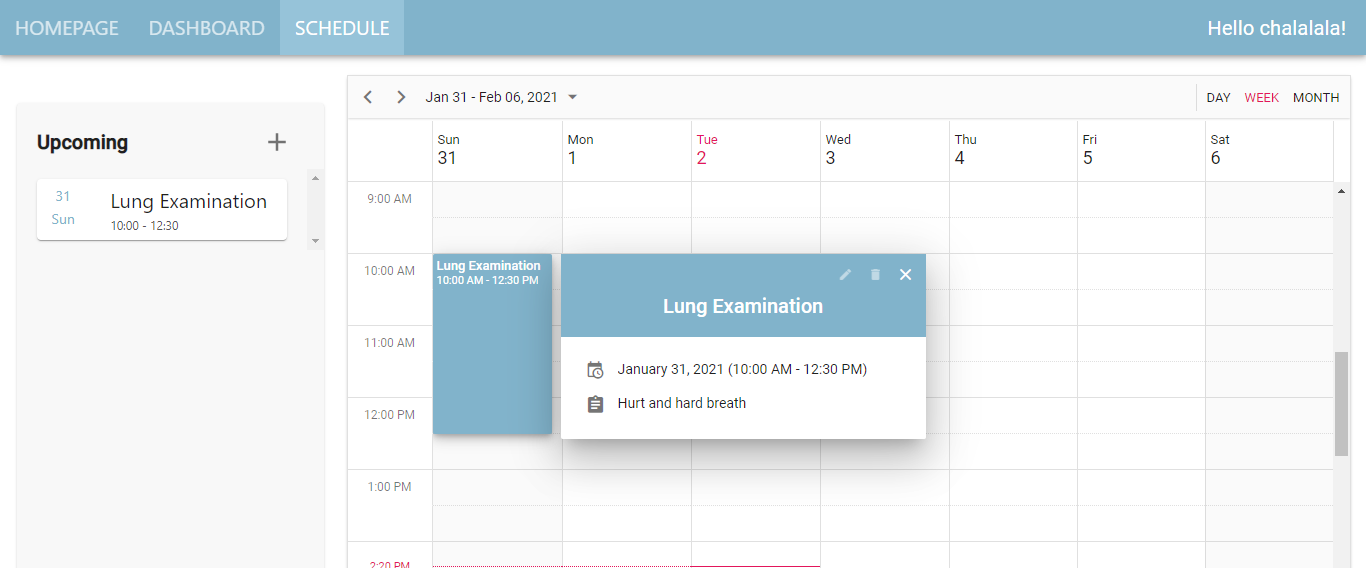 HOMEPAGE DASHBOARD SCHEDULE Hello chalalala!
Upcoming
31
Sun
Lung Examination
10:00 - 12:30
Jan 31 - Feb 06, 2021 DAY WEEK MONTH
Sun Mon Tue Wed Thu Fri Sat
31 1 2 3 4 5 6
9:00 AM
10:00 AM
11:00 AM
12:00 PM
1:00 PM
2:20 PM
Lung Examination
10:00 AM - 12:30 PM
Lung Examination
January 31, 2021 (10:00 AM - 12:30 PM)
Hurt and hard breath